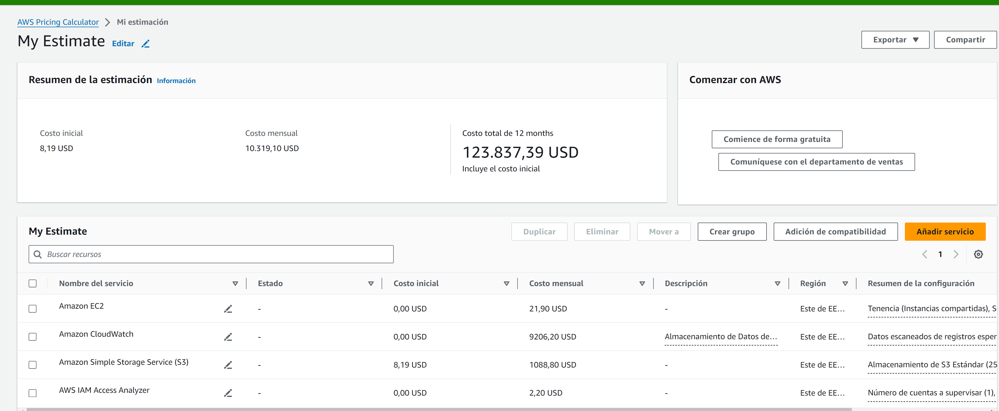 AWS Pricing Calculator > Mi estimación
My Estimate Editar
Exportar Compartir
Resumen de la estimación Información
Costo inicial
8,19 USD
Costo mensual
10.319,10 USD
Costo total de 12 months
123.837,39 USD
Incluye el costo inicial
Comenzar con AWS
Comience de forma gratuita
Comuníquese con el departamento de ventas
My Estimate
Duplicar Eliminar Mover a Crear grupo Adición de compatibilidad Añadir servicio
Buscar recursos
1
Nombre del servicio Estado Costo inicial Costo mensual Descripción Región Resumen de la configuración
Amazon EC2 - 0,00 USD 21,90 USD - Este de EE... Tenencia (Instancias compartidas), S
Amazon CloudWatch - 0,00 USD 9206,20 USD Almacenamiento de Datos de... Este de EE... Datos escaneados de registros esper
Amazon Simple Storage Service (S3) - 8,19 USD 1088,80 USD - Este de EE... Almacenamiento de S3 Estándar (25
AWS IAM Access Analyzer - 0,00 USD 2,20 USD - Este de EE... Número de cuentas a supervisar (1),